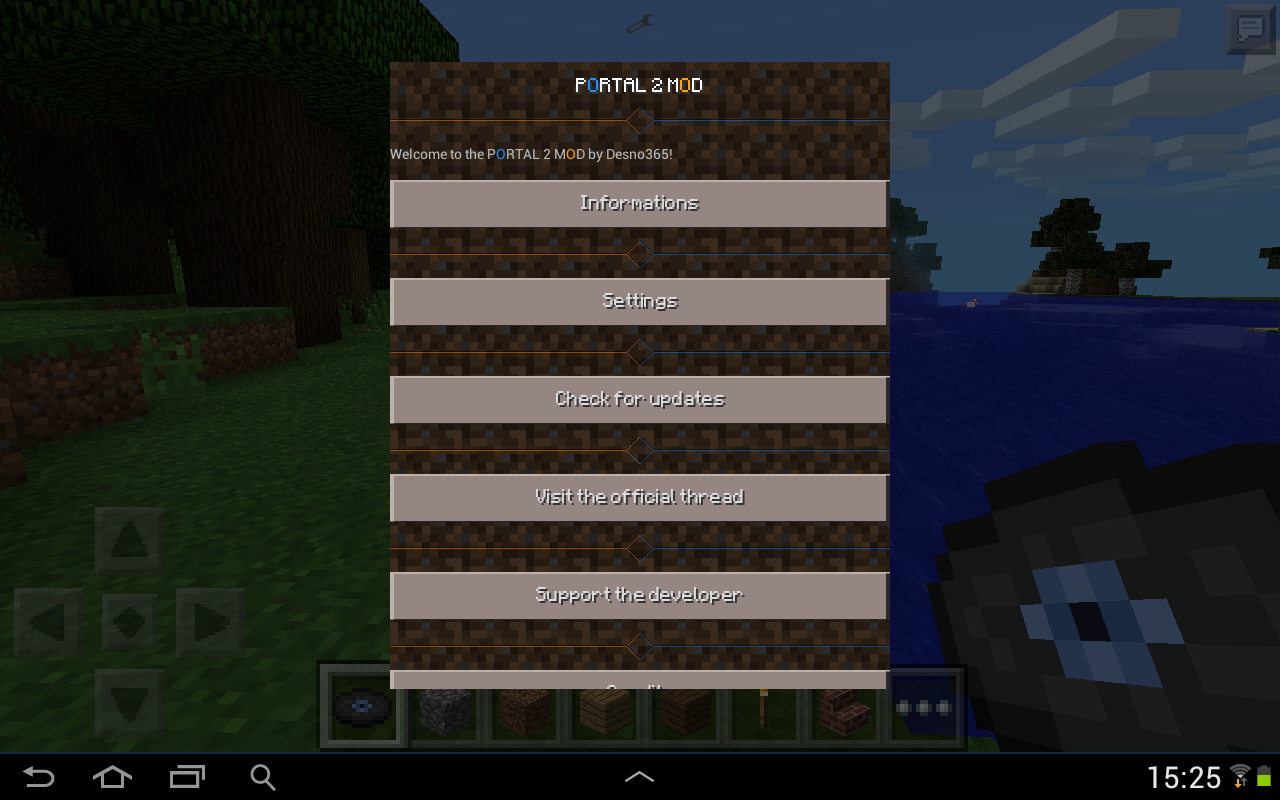 PORTAL 2 MOD
Welcome to the PORTAL 2 MOD by Desno365!
Informations
Settings
Check for updates
Visit the official thread
Support the developer
15:25